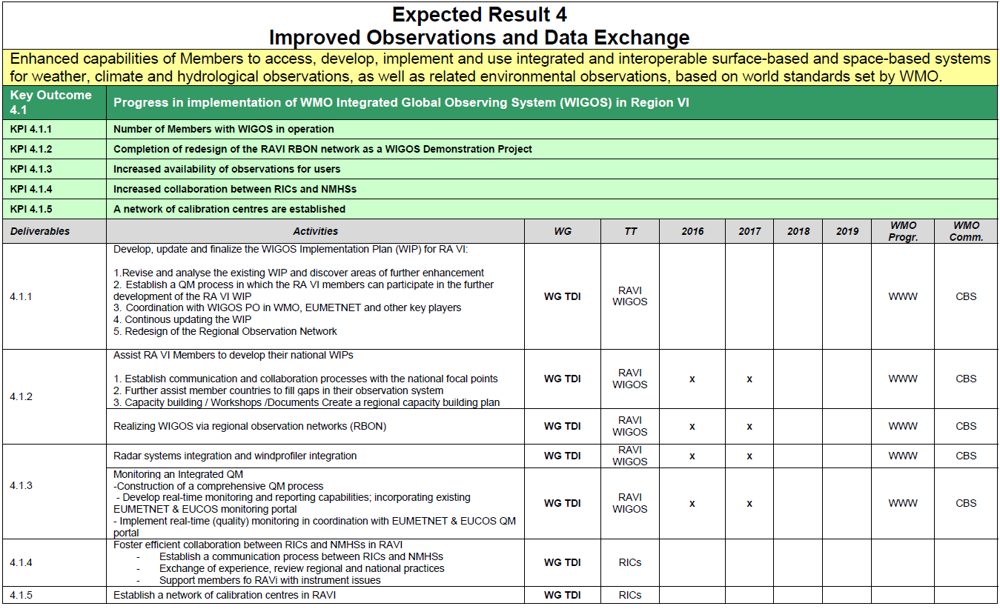 Expected Result 4
Improved Observations and Data Exchange
Enhanced capabilities of Members to access, develop, implement and use integrated and interoperable surface-based and space-based systems
for weather, climate and hydrological observations, as well as related environmental observations, based on world standards set by WMO.
Key Outcome
4.1
Progress in implementation of WMO Integrated Global Observing System (WIGOS) in Region VI
KPI 4.1.1 Number of Members with WIGOS in operation
KPI 4.1.2 Completion of redesign of the RAVI RBON network as a WIGOS Demonstration Project
KPI 4.1.3 Increased availability of observations for users
KPI 4.1.4 Increased collaboration between RICs and NMHSs
KPI 4.1.5 A network of calibration centres are established
Deliverables Activities WG TT 2016 2017 2018 2019 WMO Progr. WMO Comm.
4.1.1
Develop, update and finalize the WIGOS Implementation Plan (WIP) for RA VI:
1.Revise and analyse the existing WIP and discover areas of further enhancement
2. Establish a QM process in which the RA VI members can participate in the further
development of the RA VI WIP
3. Coordination with WIGOS PO in WMO, EUMETNET and other key players
4. Continous updating the WIP
5. Redesign of the Regional Observation Network
WG TDI RAVI WIGOS WWW CBS
4.1.2
Assist RA VI Members to develop their national WIPs
1. Establish communication and collaboration processes with the national focal points
2. Further assist member countries to fill gaps in their observation system
3. Capacity building / Workshops /Documents Create a regional capacity building plan
WG TDI RAVI WIGOS x x WWW CBS
Realizing WIGOS via regional observation networks (RBON)
WG TDI RAVI WIGOS x x WWW CBS
4.1.3
Radar systems integration and windprofiler integration
WG TDI RAVI WIGOS x x WWW CBS
Monitoring an Integrated QM
-Construction of a comprehensive QM process
- Develop real-time monitoring and reporting capabilities; incorporating existing
EUMETNET & EUCOS monitoring portal
- Implement real-time (quality) monitoring in coordination with EUMETNET & EUCOS QM
portal
WG TDI RAVI WIGOS x x WWW CBS
4.1.4
Foster efficient collaboration between RICs and NMHSs in RAVI
- Establish a communication process between RICs and NMHSs
- Exchange of experience, review regional and national practices
- Support members fo RAVi with instrument issues
WG TDI RICs
4.1.5 Establish a network of calibration centres in RAVI WG TDI RICs